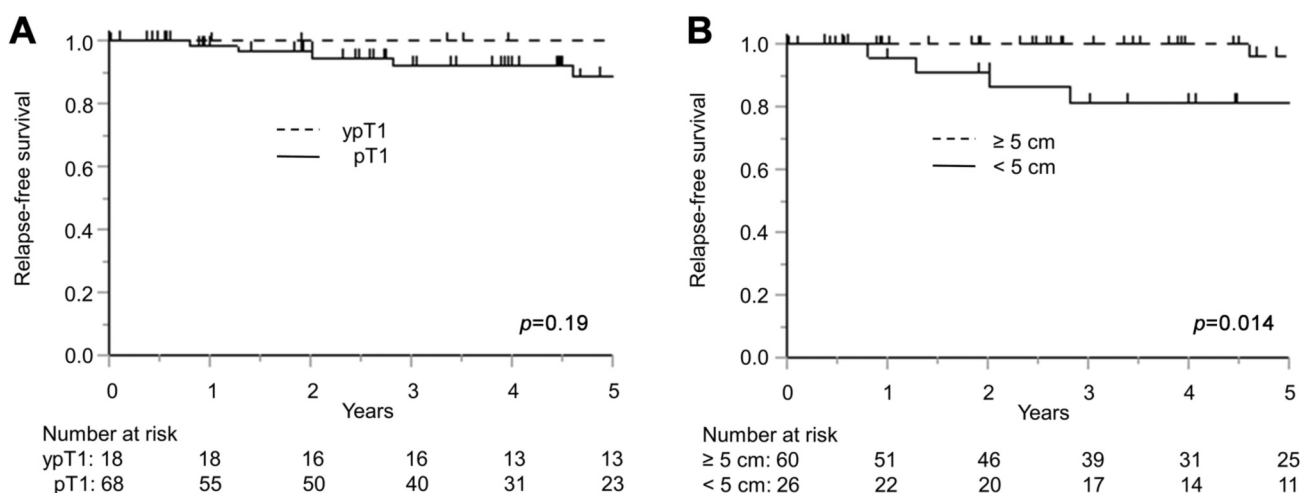 A
Relapse-free survival
1.0
0.8
0.6
0.4
0.2
0.0
ypT1
pT1
p=0.19
0 1 2 3 4 5
Years
Number at risk
ypT1: 18 18 16 16 13 13
pT1: 68 55 50 40 31 23
B
Relapse-free survival
1.0
0.8
0.6
0.4
0.2
0.0
≥ 5 cm
< 5 cm
p=0.014
0 1 2 3 4 5
Years
Number at risk
≥ 5 cm: 60 51 46 39 31 25
< 5 cm: 26 22 20 17 14 11